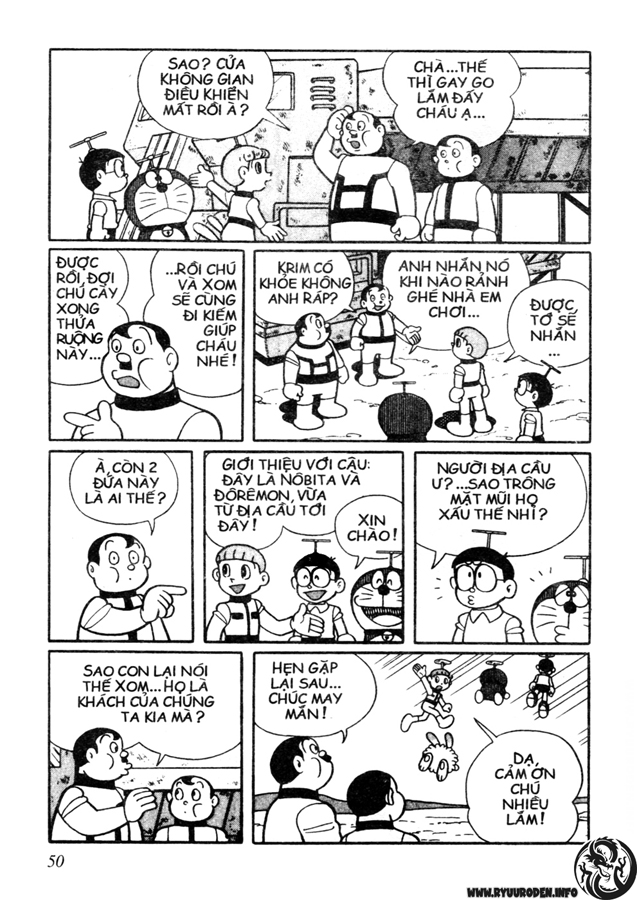 SAO? CỬA
KHÔNG GIAN
ĐIỀU KHIỂN
MẤT RỒI À?
CHÀ...THẾ
THÌ GAY GO
LẮM ĐẤY
CHÁU Ạ...
ĐƯỢC
RỒI, ĐỢI
CHÚ CÀY
XONG
THỬA
RUỘNG
NÀY...
...RỒI CHÚ
VÀ XOM
SẼ CÙNG
ĐI KIẾM
GIÚP
CHÁU
NHÉ!
KRIM CÓ
KHỎE KHÔNG
ANH RÁP?
ANH NHẮN NÓ
KHI NÀO RẢNH
GHÉ NHÀ EM
CHƠI...
ĐƯỢC.
TỚ SẼ
NHẮN
...
À, CÒN 2
ĐỨA NÀY
LÀ AI THẾ?
GIỚI THIỆU VỚI CẬU:
ĐÂY LÀ NÔBITA VÀ
ĐÔRÊMON, VỪA
TỪ ĐỊA CẦU TỚI
ĐÂY!
XIN
CHÀO!
NGƯỜI ĐỊA CẦU
Ư?...SAO TRÔNG
MẶT MŨI HỌ
XẤU THẾ NHỈ?
SAO CON LẠI NÓI
THẾ XOM...HỌ LÀ
KHÁCH CỦA CHÚNG
TA KIA MÀ?
HẸN GẶP
LẠI SAU...
CHÚC MAY
MẮN!
DẠ,
CẢM ƠN
CHÚ
NHIỀU
LẮM!
50
WWW.RYUURODEN.INFO